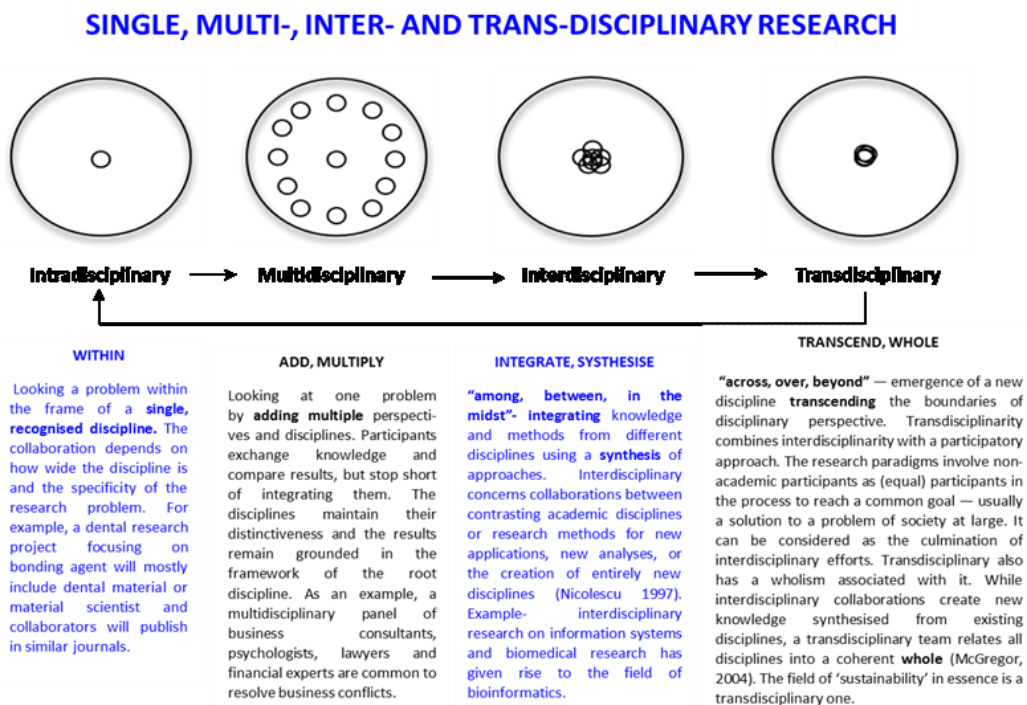 SINGLE, MULTI-, INTER- AND TRANS-DISCIPLINARY RESEARCH
Intradisciplinary
Multidisciplinary
Interdisciplinary
Transdisciplinary
WITHIN
Looking a problem within
the frame of a single,
recognised discipline. The
collaboration depends on
how wide the discipline is
and the specificity of the
research problem. For
example, a dental research
project focusing on
bonding agent will mostly
include dental material or
material scientist and
collaborators will publish
in similar journals.
ADD, MULTIPLY
Looking at one problem
by adding multiple perspecti-
ves and disciplines. Participants
exchange knowledge and
compare results, but stop short
of integrating them. The
disciplines maintain their
distinctiveness and the results
remain grounded in the
framework of the root
discipline. As an example, a
multidisciplinary panel of
business consultants,
psychologists, lawyers and
financial experts are common to
resolve business conflicts.
INTEGRATE, SYSTHESISE
“among, between, in the
midst”- integrating knowledge
and methods from different
disciplines using a synthesis of
approaches. Interdisciplinary
concerns collaborations between
contrasting academic disciplines
or research methods for new
applications, new analyses, or
the creation of entirely new
disciplines (Nicolescu 1997).
Example- interdisciplinary
research on information systems
and biomedical research has
given rise to the field of
bioinformatics.
TRANSCEND, WHOLE
“across, over, beyond” — emergence of a new
discipline transcending the boundaries of
disciplinary perspective. Transdisciplinarity
combines interdisciplinarity with a participatory
approach. The research paradigms involve non-
academic participants as (equal) participants in
the process to reach a common goal — usually
a solution to a problem of society at large. It
can be considered as the culmination of
interdisciplinary efforts. Transdisciplinary also
has a wholism associated with it. While
interdisciplinary collaborations create new
knowledge synthesised from existing
disciplines, a transdisciplinary team relates all
disciplines into a coherent whole (McGregor,
2004). The field of ‘sustainability’ in essence is a
transdisciplinary one.